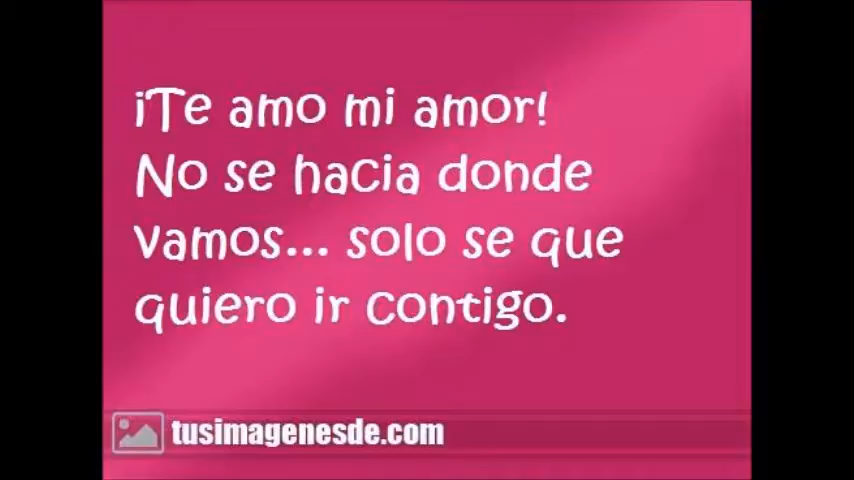 ¡Te amo mi amor!
No se hacia donde
vamos... solo se que
quiero ir contigo.
tusimagenesde.com